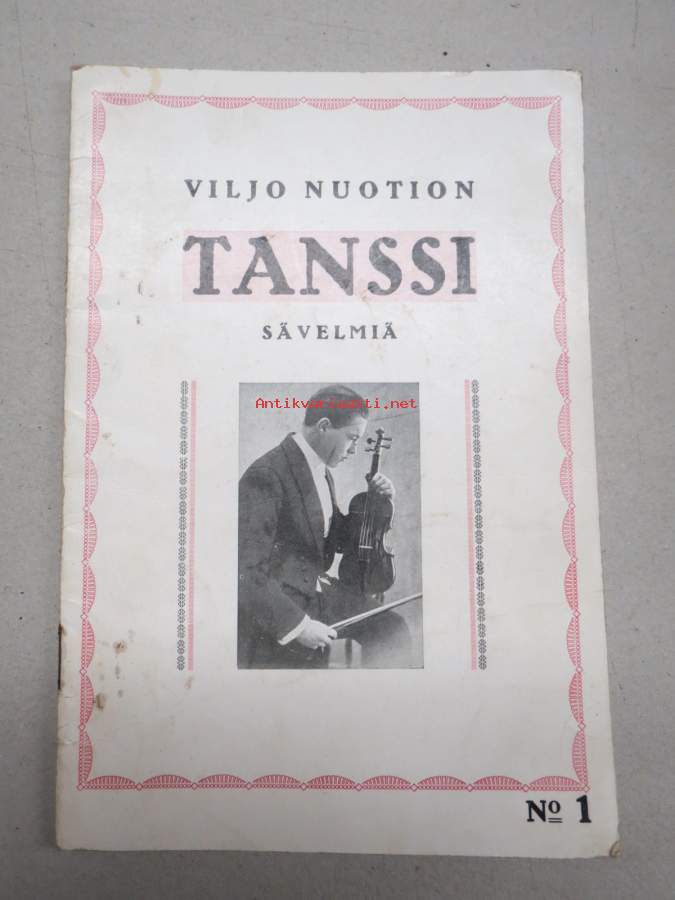 VILJO NUOTION
TANSSI
SÄVELMIÄ
Antikvariaatti.net
Nº 1